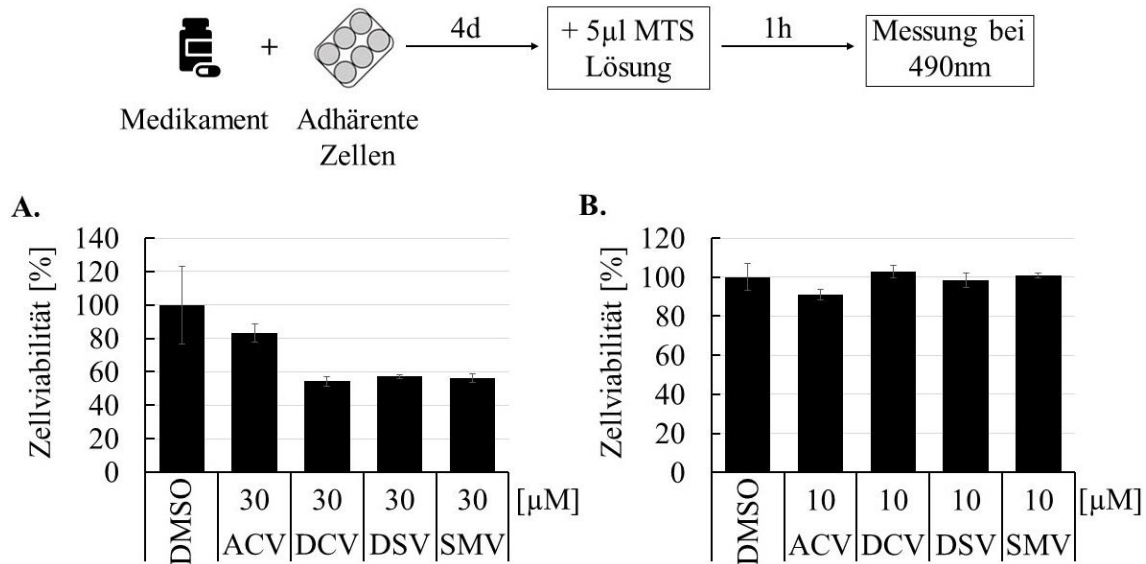 4d
+ 5µl MTS
Lösung
1h
Messung bei
490nm
+
Medikament
Adhärente
Zellen
A.
Zellviabilität [%]
140
120
100
80
60
40
20
0
DMSO
30 30 30 30 [µM]
ACV DCV DSV SMV
B.
Zellviabilität [%]
120
100
80
60
40
20
0
DMSO
10 10 10 10 [µM]
ACV DCV DSV SMV